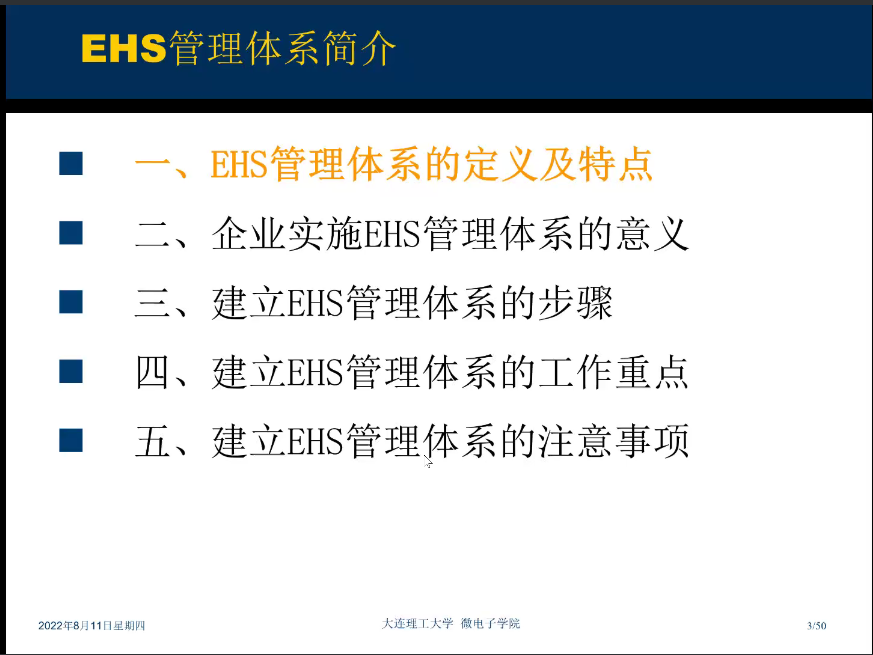 EHS管理体系简介
一、EHS管理体系的定义及特点
二、企业实施EHS管理体系的意义
三、建立EHS管理体系的步骤
四、建立EHS管理体系的工作重点
五、建立EHS管理体系的注意事项
2022年8月11日星期四
大连理工大学 微电子学院
3/50